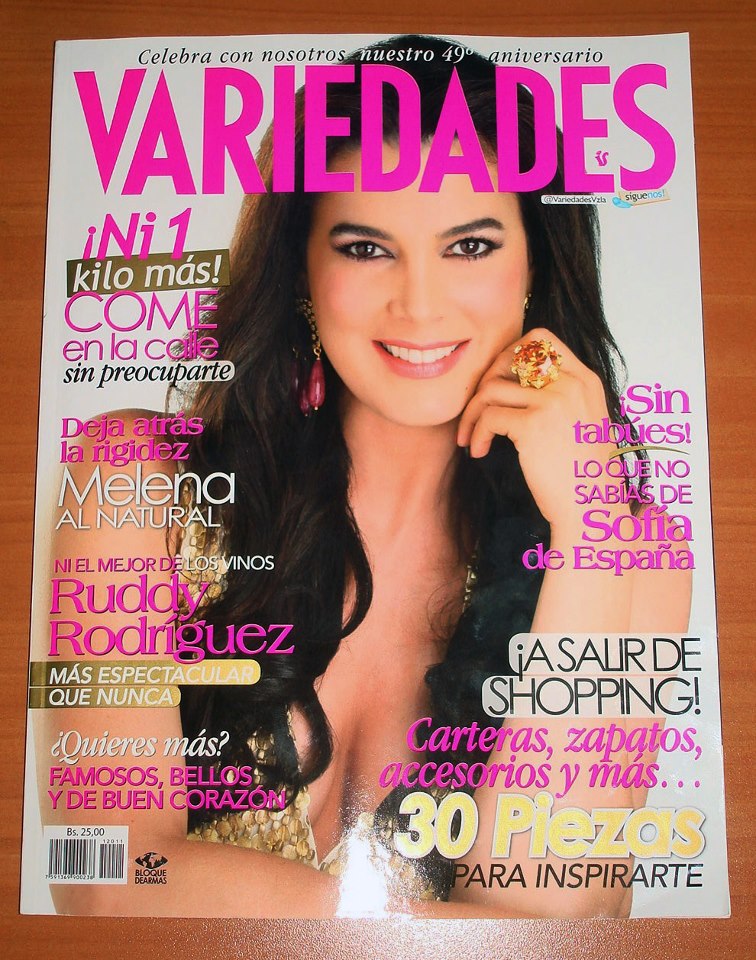 Celebra con nosotros nuestro 49º aniversario
VARIEDADES
@VariedadesVzla
síguenos!
¡Ni 1
kilo más!
COME
en la calle
sin preocuparte
Deja atrás
la rigidez
Melena
AL NATURAL
NI EL MEJOR DE LOS VINOS
Ruddy
Rodríguez
MÁS ESPECTACULAR
QUE NUNCA
¿Quieres más?
FAMOSOS, BELLOS
Y DE BUEN CORAZÓN
¡Sin
tabúes!
LO QUE NO
SABÍAS DE
Sofía
de España
¡A SALIR DE
SHOPPING!
Carteras, zapatos,
accesorios y más...
30 Piezas
PARA INSPIRARTE
Bs. 25,00
12011
7591369900238
BLOQUE
DEARMAS